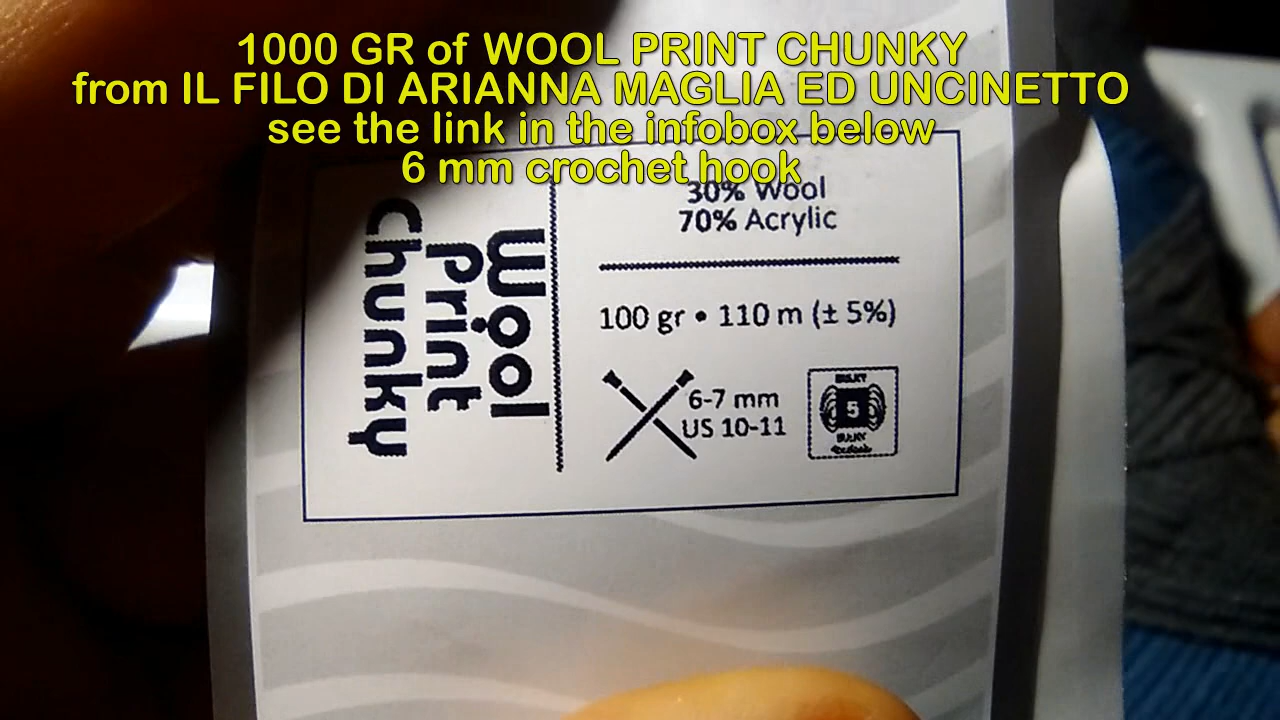 1000 GR of WOOL PRINT CHUNKY
from IL FILO DI ARIANNA MAGLIA ED UNCINETTO
see the link in the infobox below
6 mm crochet hook
Wool
Print
Chunky
30% Wool
70% Acrylic
100 gr • 110 m (± 5%)
6-7 mm
US 10-11
BULKY
5